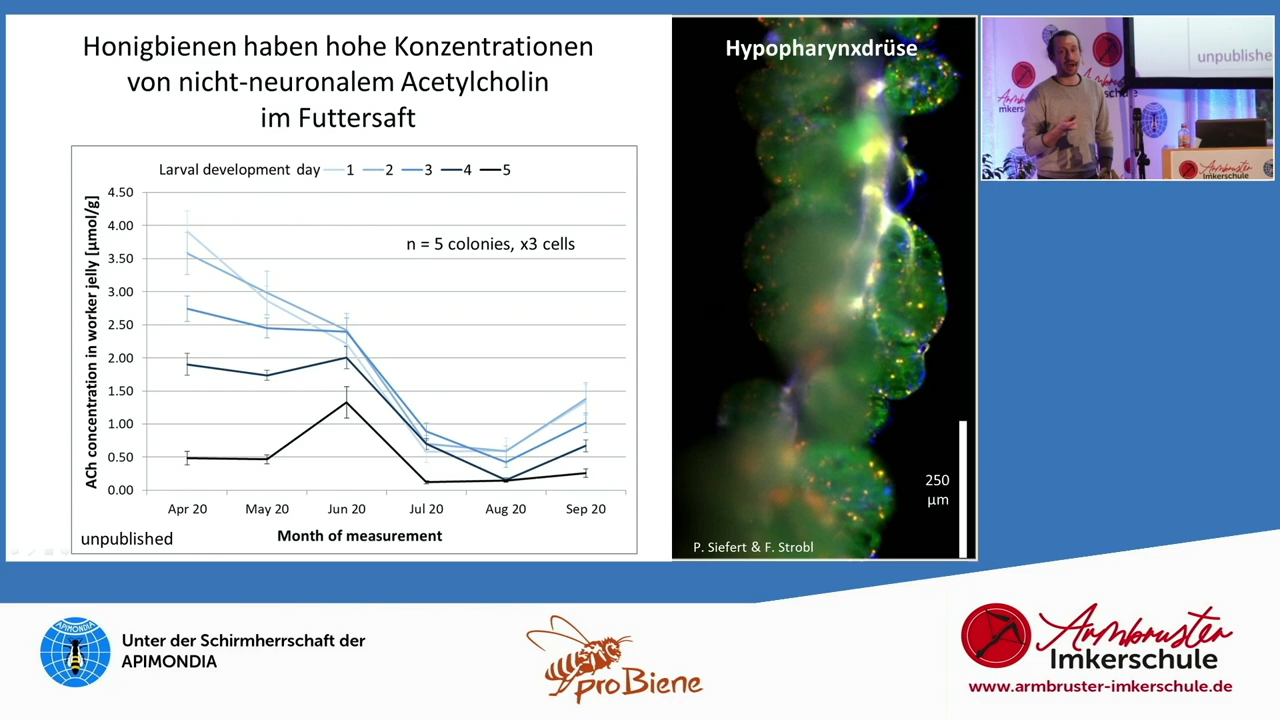 Honigbienen haben hohe Konzentrationen
von nicht-neuronalem Acetylcholin
im Futtersaft
Larval development day 1 2 3 4 5
n = 5 colonies, x3 cells
ACh concentration in worker jelly [µmol/g]
4.50
4.00
3.50
3.00
2.50
2.00
1.50
1.00
0.50
0.00
Apr 20 May 20 Jun 20 Jul 20 Aug 20 Sep 20
Month of measurement
unpublished
Hypopharynxdrüse
250
µm
P. Siefert & F. Strobl
unpublishe
Armbruster
Imkerschule
APIMONDIA
Unter der Schirmherrschaft der
APIMONDIA
proBiene
Armbruster
Imkerschule
www.armbruster-imkerschule.de